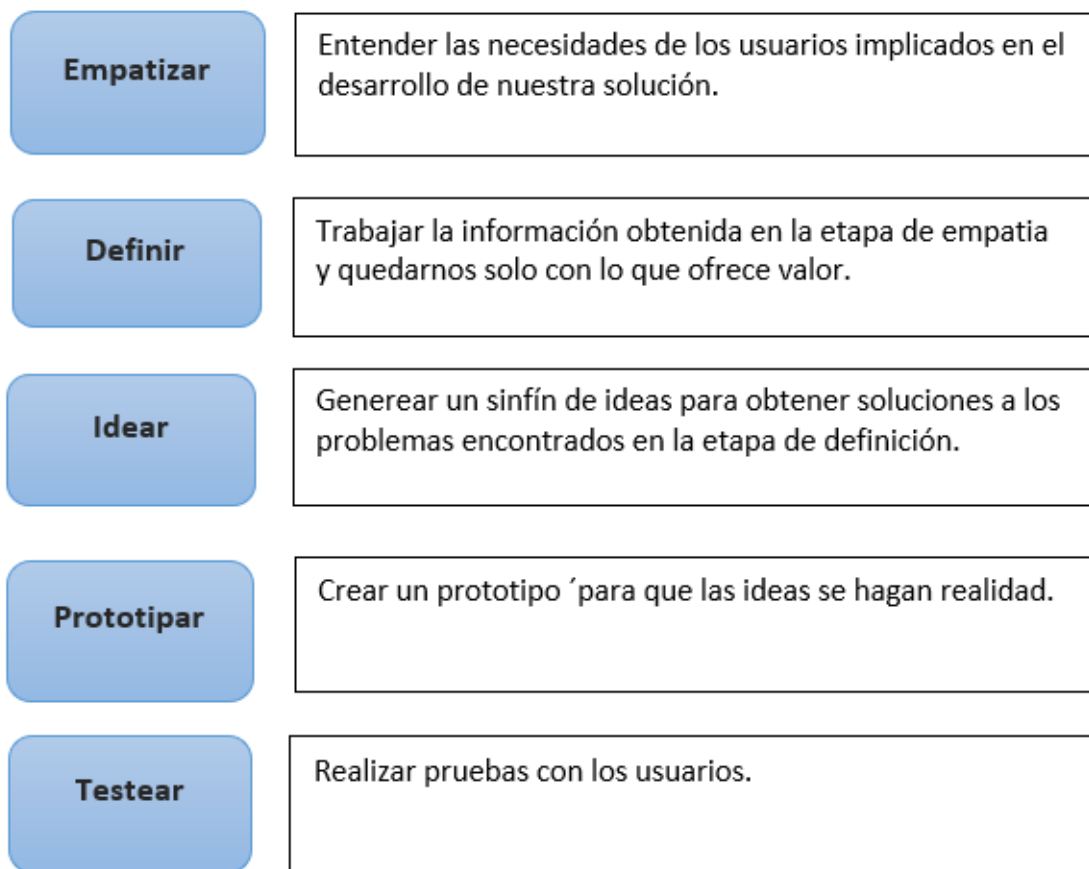 Empatizar
Entender las necesidades de los usuarios implicados en el
desarrollo de nuestra solución.
Definir
Trabajar la información obtenida en la etapa de empatia
y quedarnos solo con lo que ofrece valor.
Idear
Generear un sinfín de ideas para obtener soluciones a los
problemas encontrados en la etapa de definición.
Prototipar
Crear un prototipo ´para que las ideas se hagan realidad.
Testear
Realizar pruebas con los usuarios.